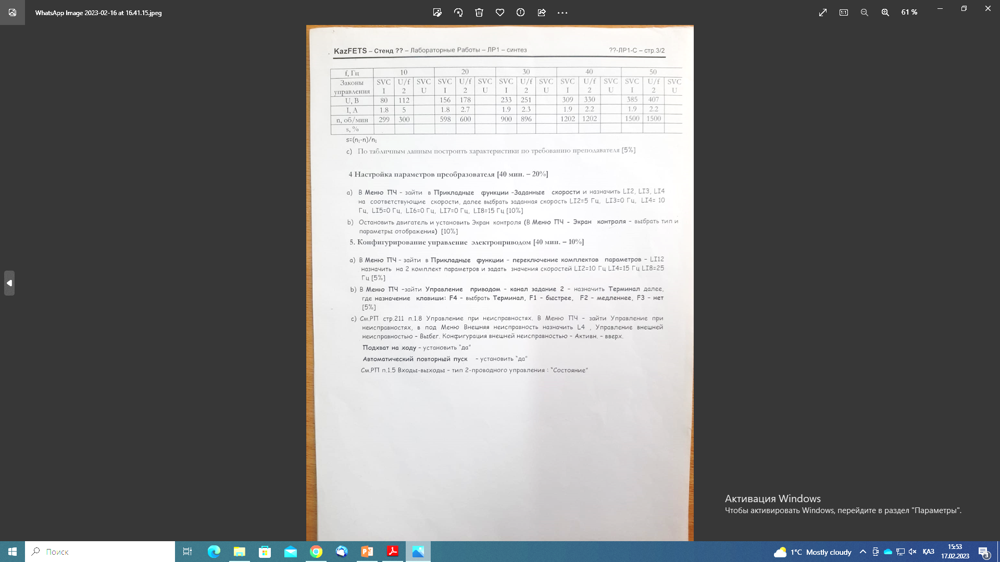 WhatsApp Image 2023-02-16 at 16.41.15.jpeg
61 %
KazFETS – Стенд ?? – Лабораторные Работы – ЛР1 – синтез ??-ЛР1-С – стр.3/2
f, Гц 10 20 30 40 50
Законы управления SVC I U/f 2 SVC U SVC I U/f 2 SVC U SVC I U/f 2 SVC U SVC I U/f 2 SVC U SVC I U/f 2 SVC U
U, В 80 112 156 178 233 251 309 330 385 407
I, А 1.8 5 1.8 2.7 1.9 2.3 1.9 2.2 1.9 2.2
n, об/мин 299 300 598 600 900 896 1202 1202 1500 1500
s, %
s=(n₁-n)/n₁
c) По табличным данным построить характеристики по требованию преподавателя [5%]
4 Настройка параметров преобразователя [40 мин. – 20%]
a) В Меню ПЧ – зайти в Прикладные функции –Заданные скорости и назначить LI2, LI3, LI4
на соответствующие скорости, далее выбрать заданная скорость LI2=5 Гц, LI3=0 Гц, LI4= 10
Гц, LI5=0 Гц, LI6=0 Гц, LI7=0 Гц, LI8=15 Гц [10%]
b) Остановить двигатель и установить Экран контроля (В Меню ПЧ – Экран контроля – выбрать тип и
параметры отображения) [10%]
5. Конфигурирование управление электроприводом [40 мин. – 10%]
a) В Меню ПЧ – зайти в Прикладные функции – переключение комплектов параметров – LI12
назначить на 2 комплект параметров и задать значения скоростей LI2=10 Гц LI4=15 Гц LI8=25
Гц [5%]
b) В Меню ПЧ –зайти Управление приводом – канал задание 2 – назначить Терминал далее,
где назначение клавиши: F4 – выбрать Терминал, F1 – быстрее, F2 – медленнее, F3 – нет
[5%]
c) См.РП стр.211 п.1.8 Управление при неисправностях. В Меню ПЧ – зайти Управление при
неисправностях, в под Меню Внешняя неисправность назначить L4 , Управление внешней
неисправностью – Выбег. Конфигурация внешней неисправностью – Активн. – вверх.
Подхват на ходу – установить "да"
Автоматический повторный пуск – установить "да"
См.РП п.1.5 Входы-выходы – тип 2-проводного управления : "Состояние"
Активация Windows
Чтобы активировать Windows, перейдите в раздел "Параметры".
Поиск
1°C Mostly cloudy
ҚАЗ
15:53
17.02.2023
3